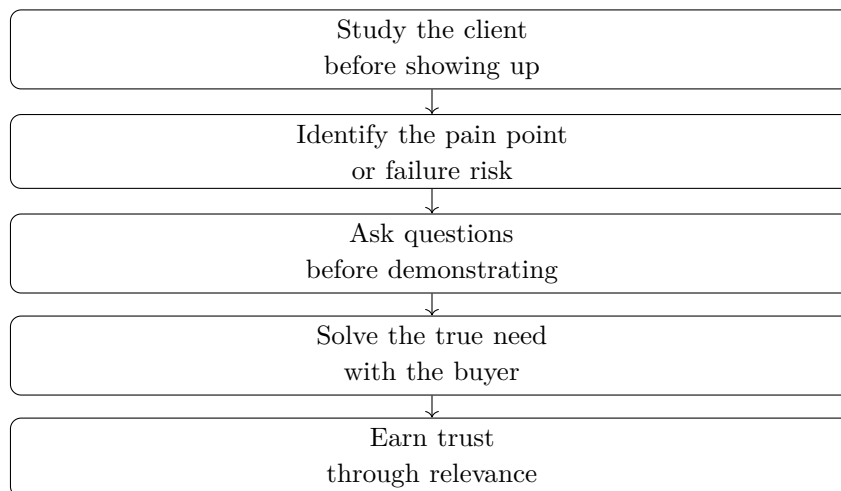 Study the client
before showing up
Identify the pain point
or failure risk
Ask questions
before demonstrating
Solve the true need
with the buyer
Earn trust
through relevance